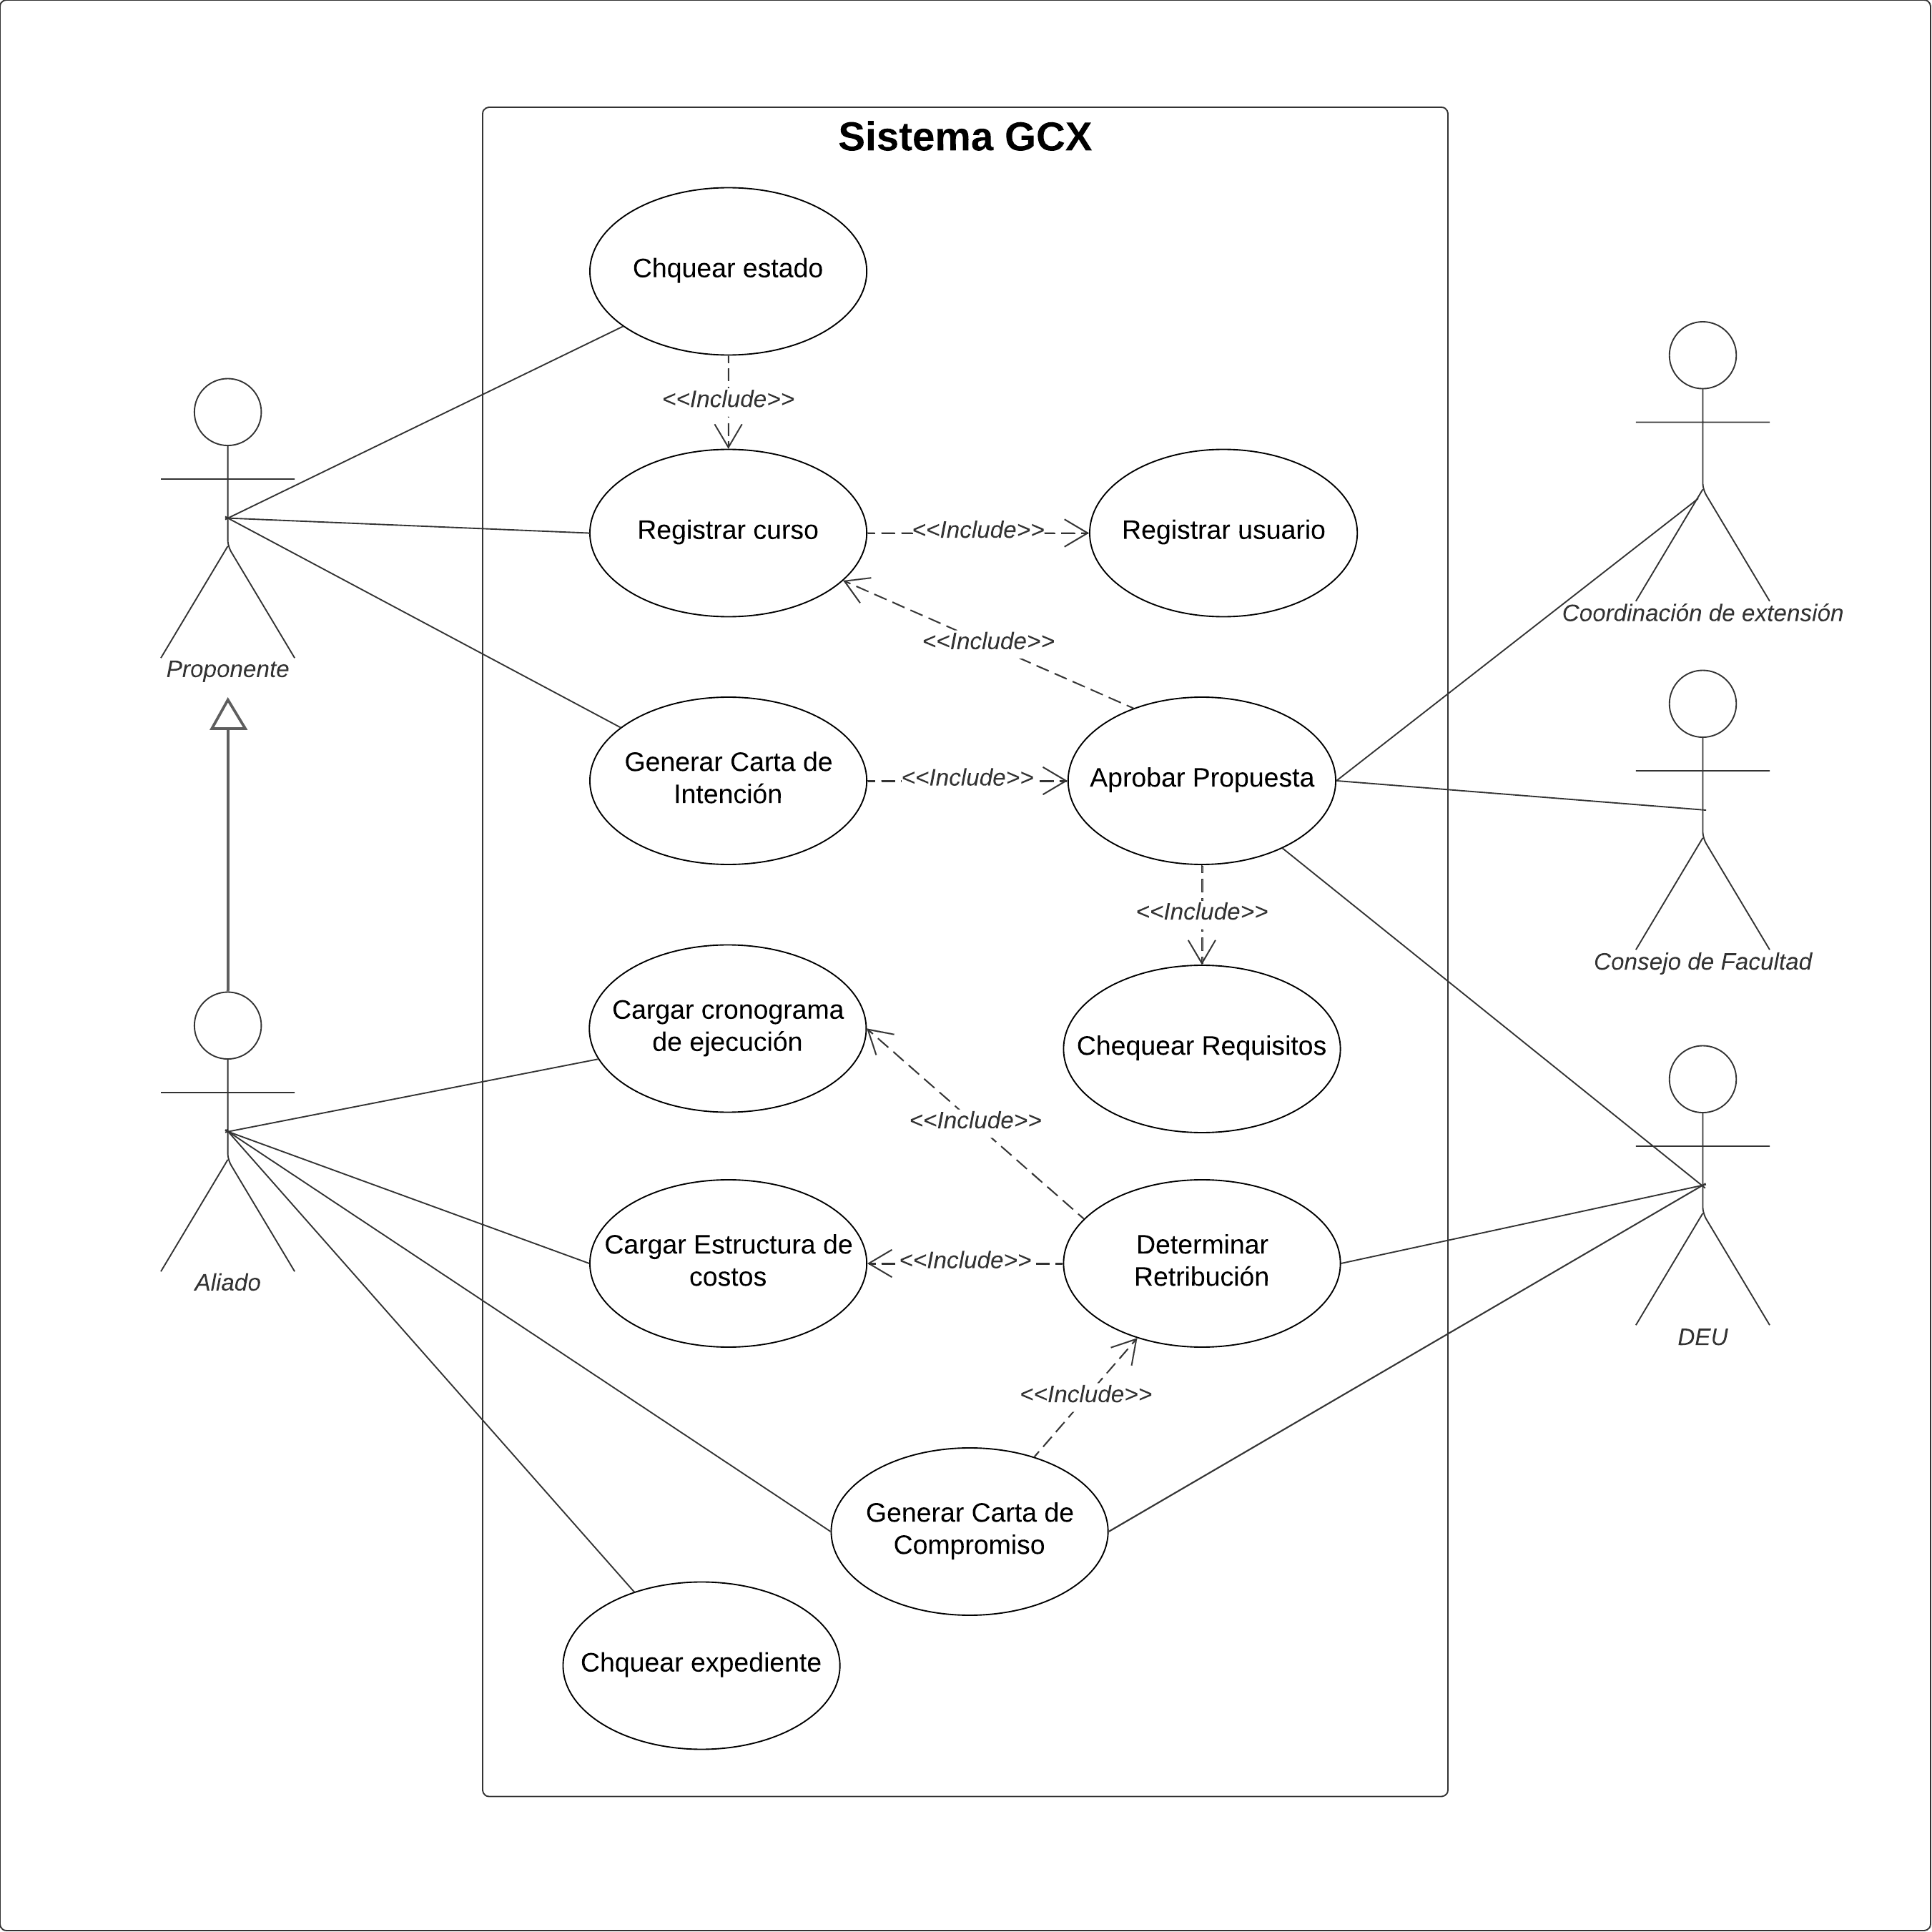 Sistema GCX
Chquear estado
<<Include>>
Registrar curso
<<Include>>
Registrar usuario
Coordinación de extensión
<<Include>>
Proponente
Generar Carta de
Intención
<<Include>>
Aprobar Propuesta
<<Include>>
Consejo de Facultad
Cargar cronograma
de ejecución
Chequear Requisitos
<<Include>>
Cargar Estructura de
costos
<<Include>>
Determinar
Retribución
Aliado
DEU
<<Include>>
Generar Carta de
Compromiso
Chquear expediente